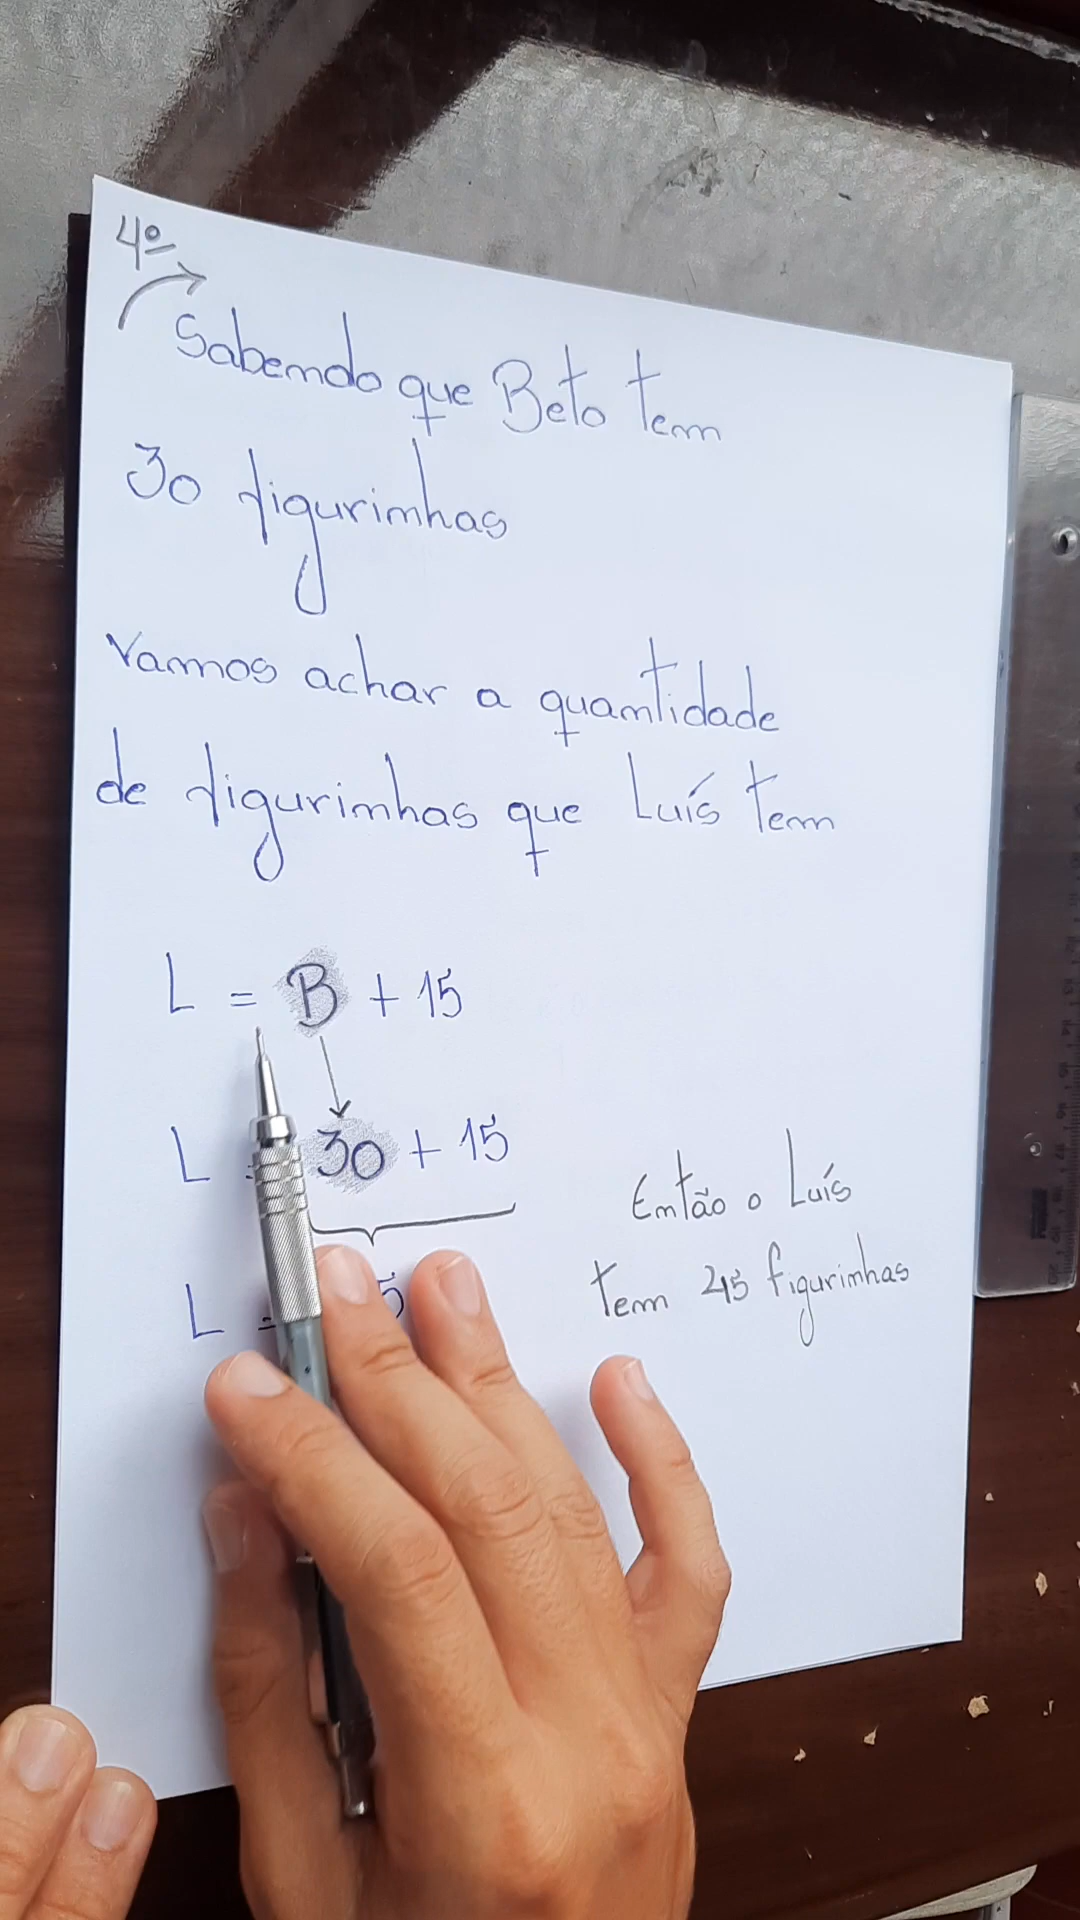 4º
Sabendo que Beto tem
30 figurinhas
Vamos achar a quantidade
de figurinhas que Luís tem
L = B + 15
L = 30 + 15
L = 5
Então o Luís
tem 45 figurinhas